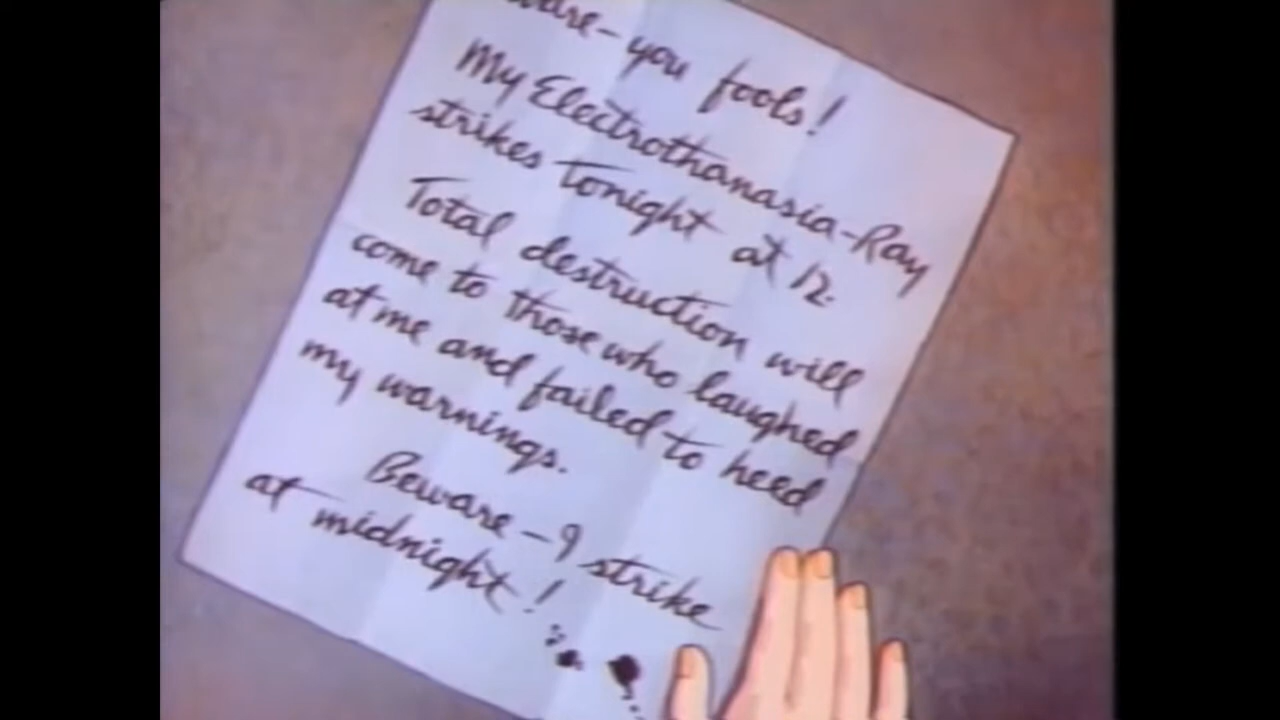 you fools!
My Electrothanasia-Ray
strikes tonight at 12.
Total destruction will
come to those who laughed
at me and failed to heed
my warnings.
Beware - I strike
at midnight!